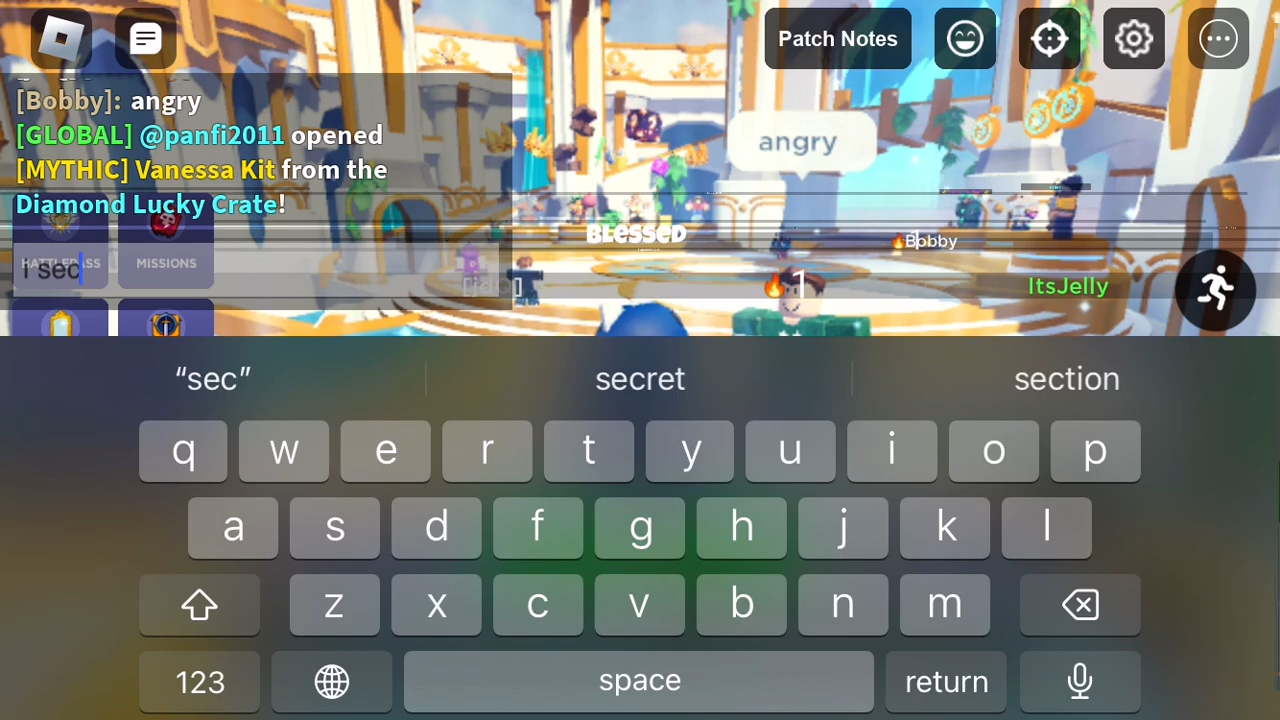 Patch Notes
[Bobby]: angry
[GLOBAL] @panfi2011 opened
[MYTHIC] Vanessa Kit from the
Diamond Lucky Crate!
angry
BLESSED
🔥Bobby
BATTLEPASS
MISSIONS
i sec
🔥1
ItsJelly
“sec”
secret
section
q w e r t y u i o p
a s d f g h j k l
z x c v b n m
123
space
return